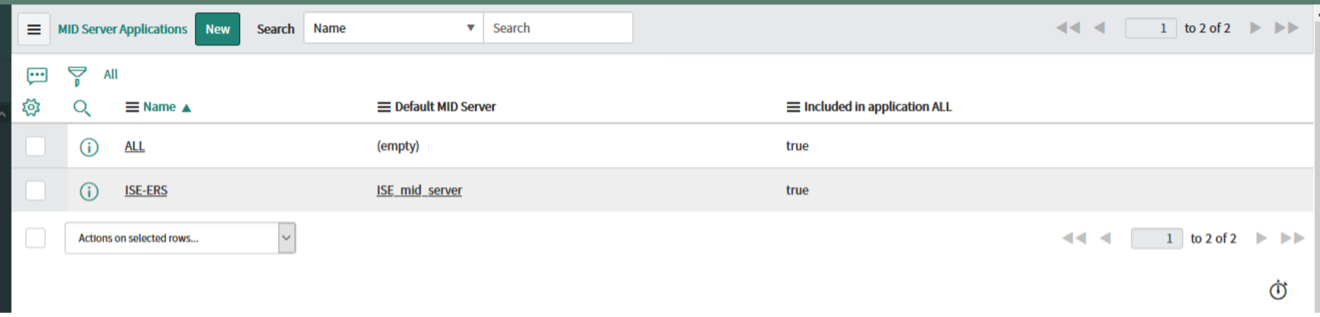 MID Server Applications New Search Name Search 1 to 2 of 2
All
Name Default MID Server Included in application ALL
ALL (empty) true
ISE-ERS ISE_mid_server true
Actions on selected rows... 1 to 2 of 2